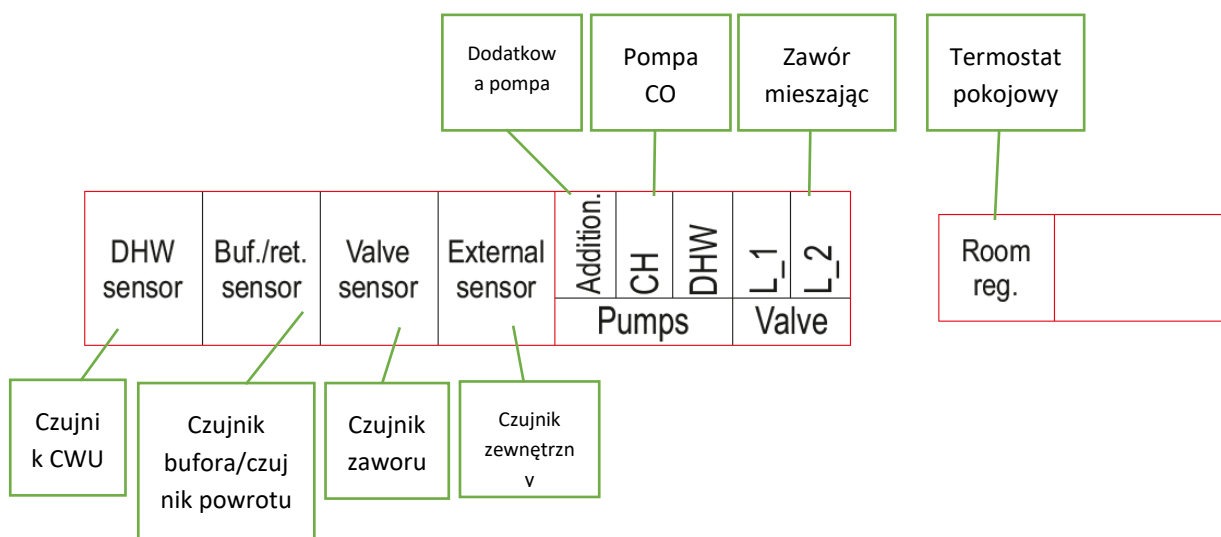 Dodatkow
a pompa
Pompa
CO
Zawór
mieszając
Termostat
pokojowy
DHW
sensor
Buf./ret.
sensor
Valve
sensor
External
sensor
Addition.
CH
DHW
Pumps
L_1
L_2
Valve
Room
reg.
Czujni
k CWU
Czujnik
bufora/czuj
nik powrotu
Czujnik
zaworu
Czujnik
zewnętrzn
v